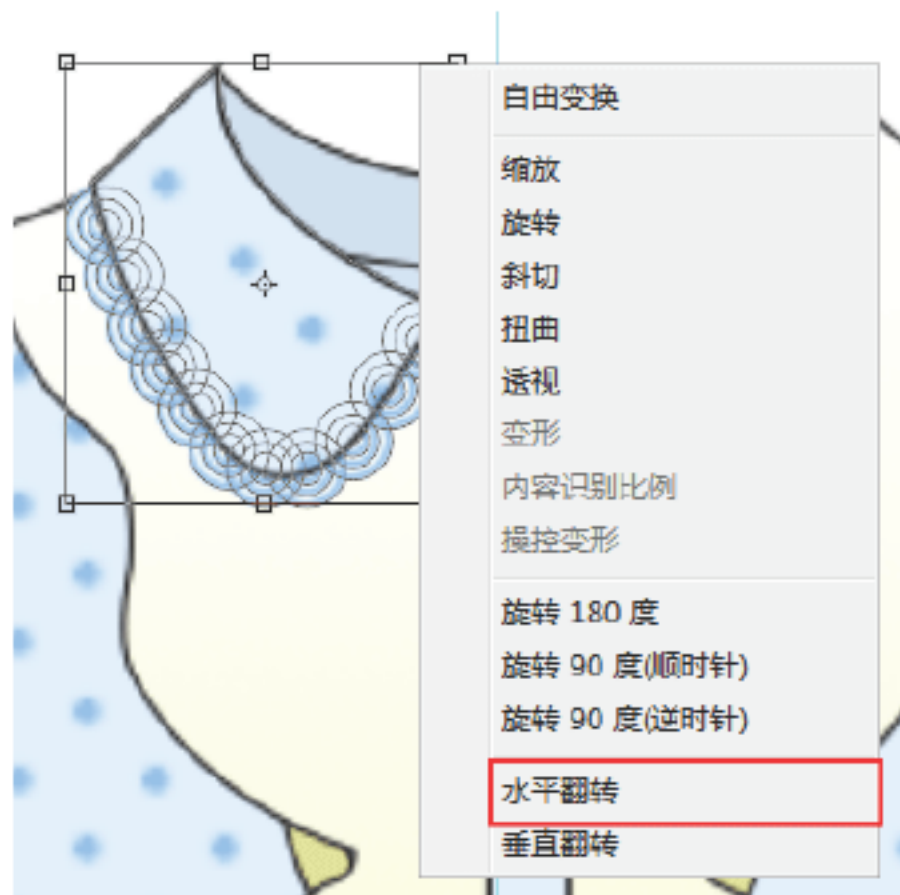 自由变换
缩放
旋转
斜切
扭曲
透视
变形
内容识别比例
操控变形
旋转 180 度
旋转 90 度(顺时针)
旋转 90 度(逆时针)
水平翻转
垂直翻转